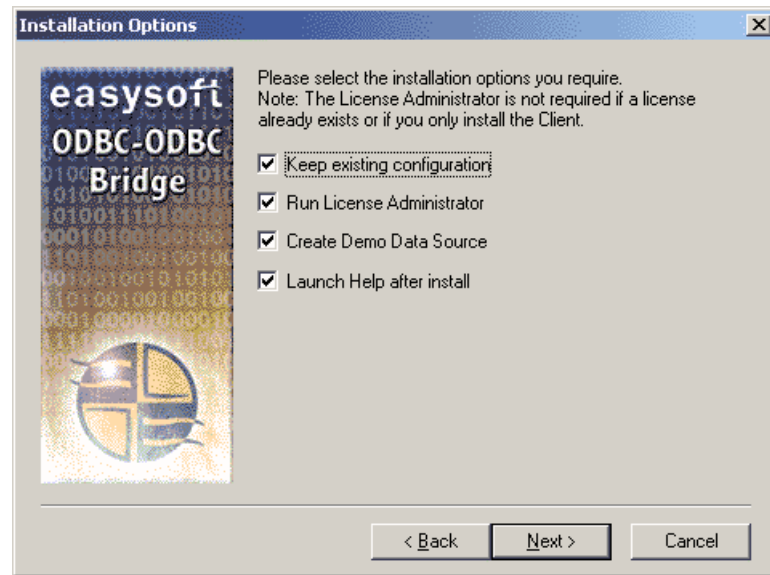 Installation Options
easysoft
ODBC-ODBC
Bridge
Please select the installation options you require.
Note: The License Administrator is not required if a license
already exists or if you only install the Client.
Keep existing configuration
Run License Administrator
Create Demo Data Source
Launch Help after install
< Back
Next >
Cancel